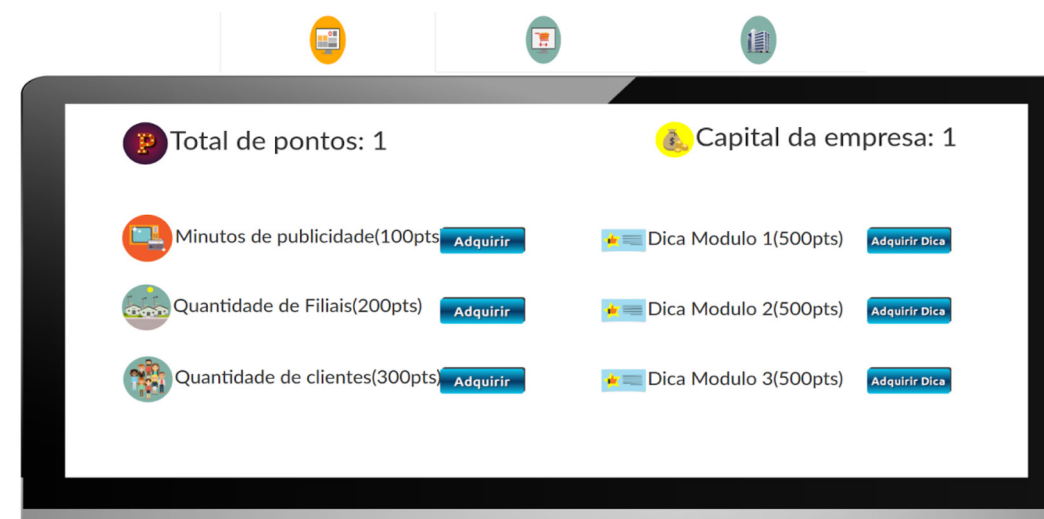 Total de pontos: 1
Capital da empresa: 1
Minutos de publicidade(100pts
Adquirir
Dica Modulo 1(500pts)
Adquirir Dica
Quantidade de Filiais(200pts)
Adquirir
Dica Modulo 2(500pts)
Adquirir Dica
Quantidade de clientes(300pts)
Adquirir
Dica Modulo 3(500pts)
Adquirir Dica